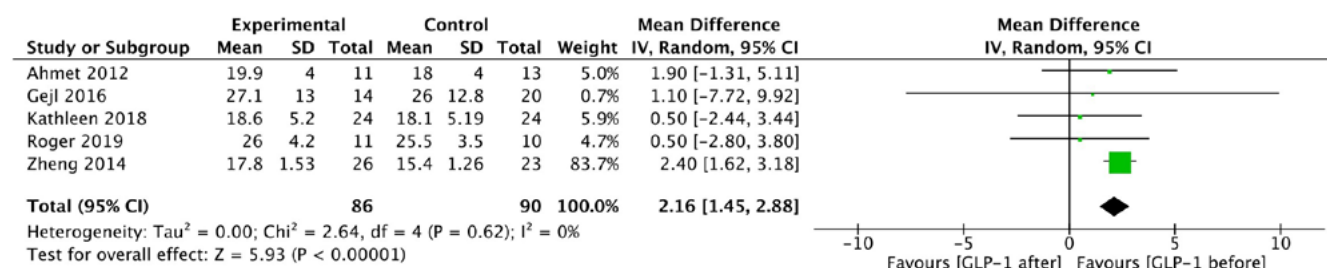 Experimental Control Mean Difference Mean Difference
Study or Subgroup Mean SD Total Mean SD Total Weight IV, Random, 95% CI IV, Random, 95% CI
Ahmet 2012 19.9 4 11 18 4 13 5.0% 1.90 [-1.31, 5.11]
Gejl 2016 27.1 13 14 26 12.8 20 0.7% 1.10 [-7.72, 9.92]
Kathleen 2018 18.6 5.2 24 18.1 5.19 24 5.9% 0.50 [-2.44, 3.44]
Roger 2019 26 4.2 11 25.5 3.5 10 4.7% 0.50 [-2.80, 3.80]
Zheng 2014 17.8 1.53 26 15.4 1.26 23 83.7% 2.40 [1.62, 3.18]
Total (95% CI) 86 90 100.0% 2.16 [1.45, 2.88]
Heterogeneity: Tau² = 0.00; Chi² = 2.64, df = 4 (P = 0.62); I² = 0%
Test for overall effect: Z = 5.93 (P < 0.00001)
-10 -5 0 5 10
Favours [GLP-1 after] Favours [GLP-1 before]